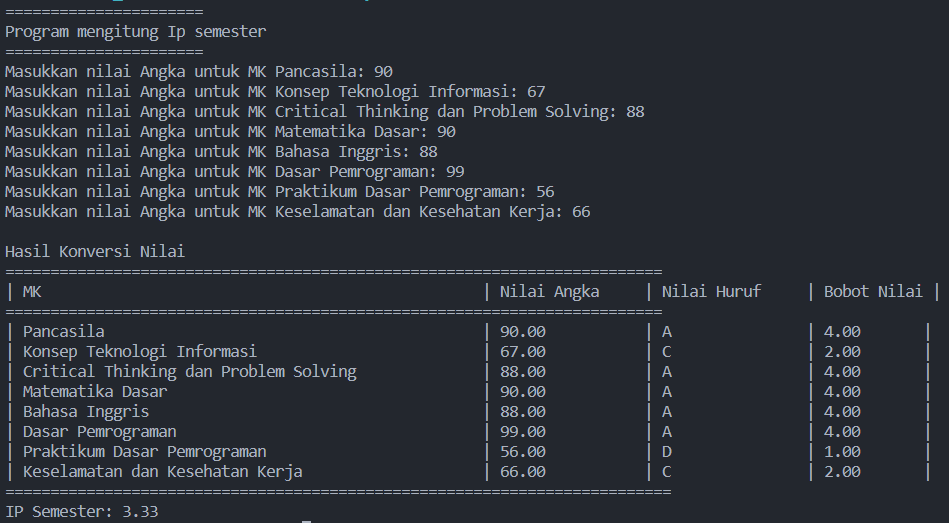 ======================
Program mengitung Ip semester
======================
Masukkan nilai Angka untuk MK Pancasila: 90
Masukkan nilai Angka untuk MK Konsep Teknologi Informasi: 67
Masukkan nilai Angka untuk MK Critical Thinking dan Problem Solving: 88
Masukkan nilai Angka untuk MK Matematika Dasar: 90
Masukkan nilai Angka untuk MK Bahasa Inggris: 88
Masukkan nilai Angka untuk MK Dasar Pemrograman: 99
Masukkan nilai Angka untuk MK Praktikum Dasar Pemrograman: 56
Masukkan nilai Angka untuk MK Keselamatan dan Kesehatan Kerja: 66

Hasil Konversi Nilai
=========================================================================
| MK                                                 | Nilai Angka     | Nilai Huruf     | Bobot Nilai |
=========================================================================
| Pancasila                                          | 90.00           | A               | 4.00       |
| Konsep Teknologi Informasi                         | 67.00           | C               | 2.00       |
| Critical Thinking dan Problem Solving              | 88.00           | A               | 4.00       |
| Matematika Dasar                                   | 90.00           | A               | 4.00       |
| Bahasa Inggris                                     | 88.00           | A               | 4.00       |
| Dasar Pemrograman                                  | 99.00           | A               | 4.00       |
| Praktikum Dasar Pemrograman                        | 56.00           | D               | 1.00       |
| Keselamatan dan Kesehatan Kerja                    | 66.00           | C               | 2.00       |
==========================================================================
IP Semester: 3.33